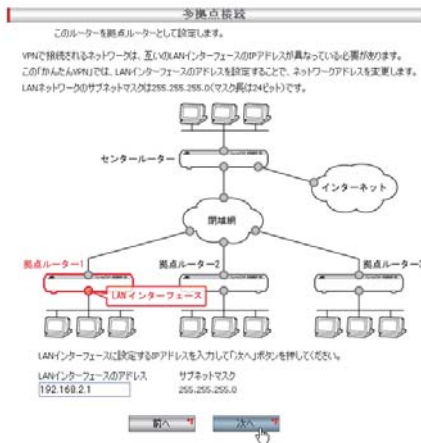 多拠点接続
このルーターを拠点ルーターとして設定します。
VPNで接続されるネットワークは、互いのLANインターフェースのIPアドレスが異なっている必要があります。
この「かんたんVPN」では、LANインターフェースのアドレスを設定することで、ネットワークアドレスを変更します。
LANネットワークのサブネットマスクは255.255.255.0(マスク長は24ビット)です。
センタールーター
インターネット
閉域網
拠点ルーター1
拠点ルーター2
拠点ルーター3
LANインターフェース
LANインターフェースに設定するIPアドレスを入力して「次へ」ボタンを押してください。
LANインターフェースのアドレス サブネットマスク
192.168.2.1 255.255.255.0
前へ 次へ